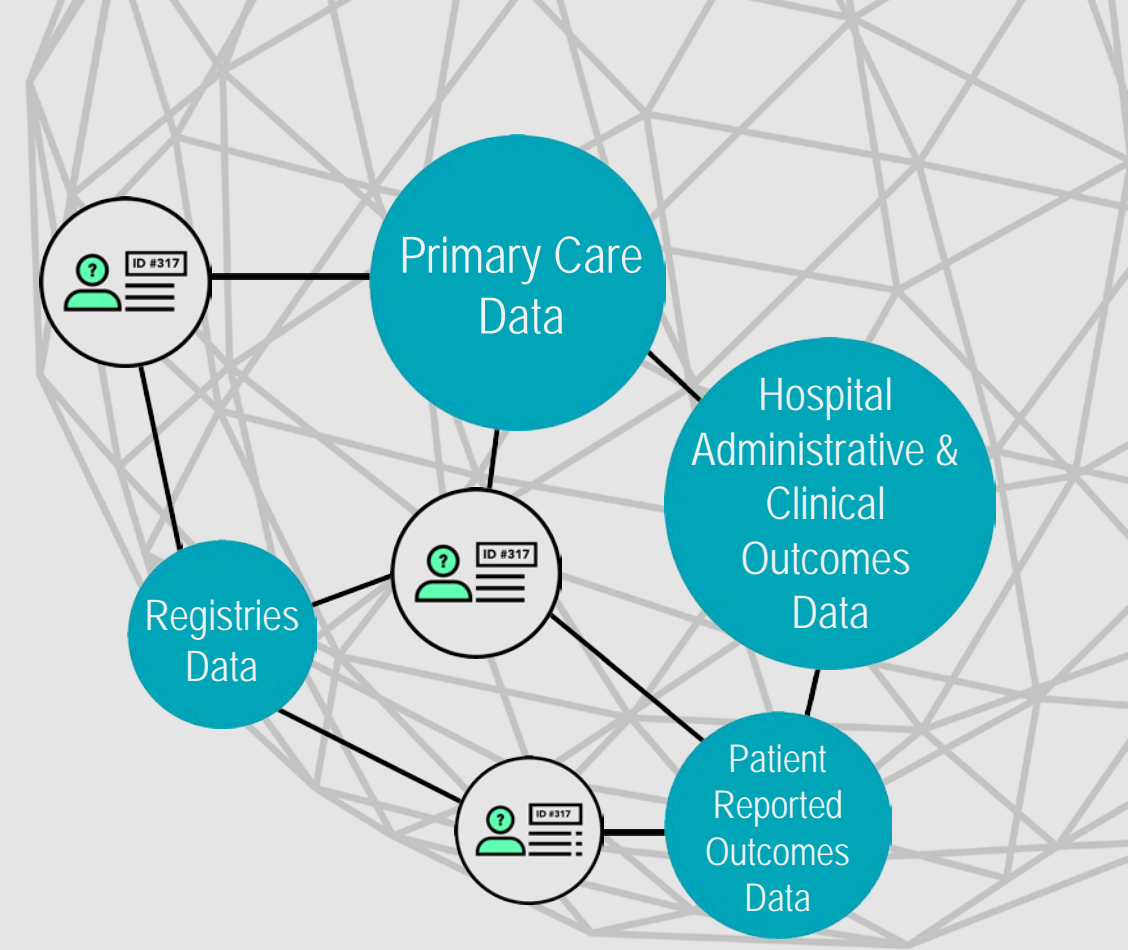 ID #317
?
Primary Care
Data
Hospital
Administrative &
Clinical
Outcomes
Data
ID #317
?
Registries
Data
Patient
Reported
Outcomes
Data
ID #317
?